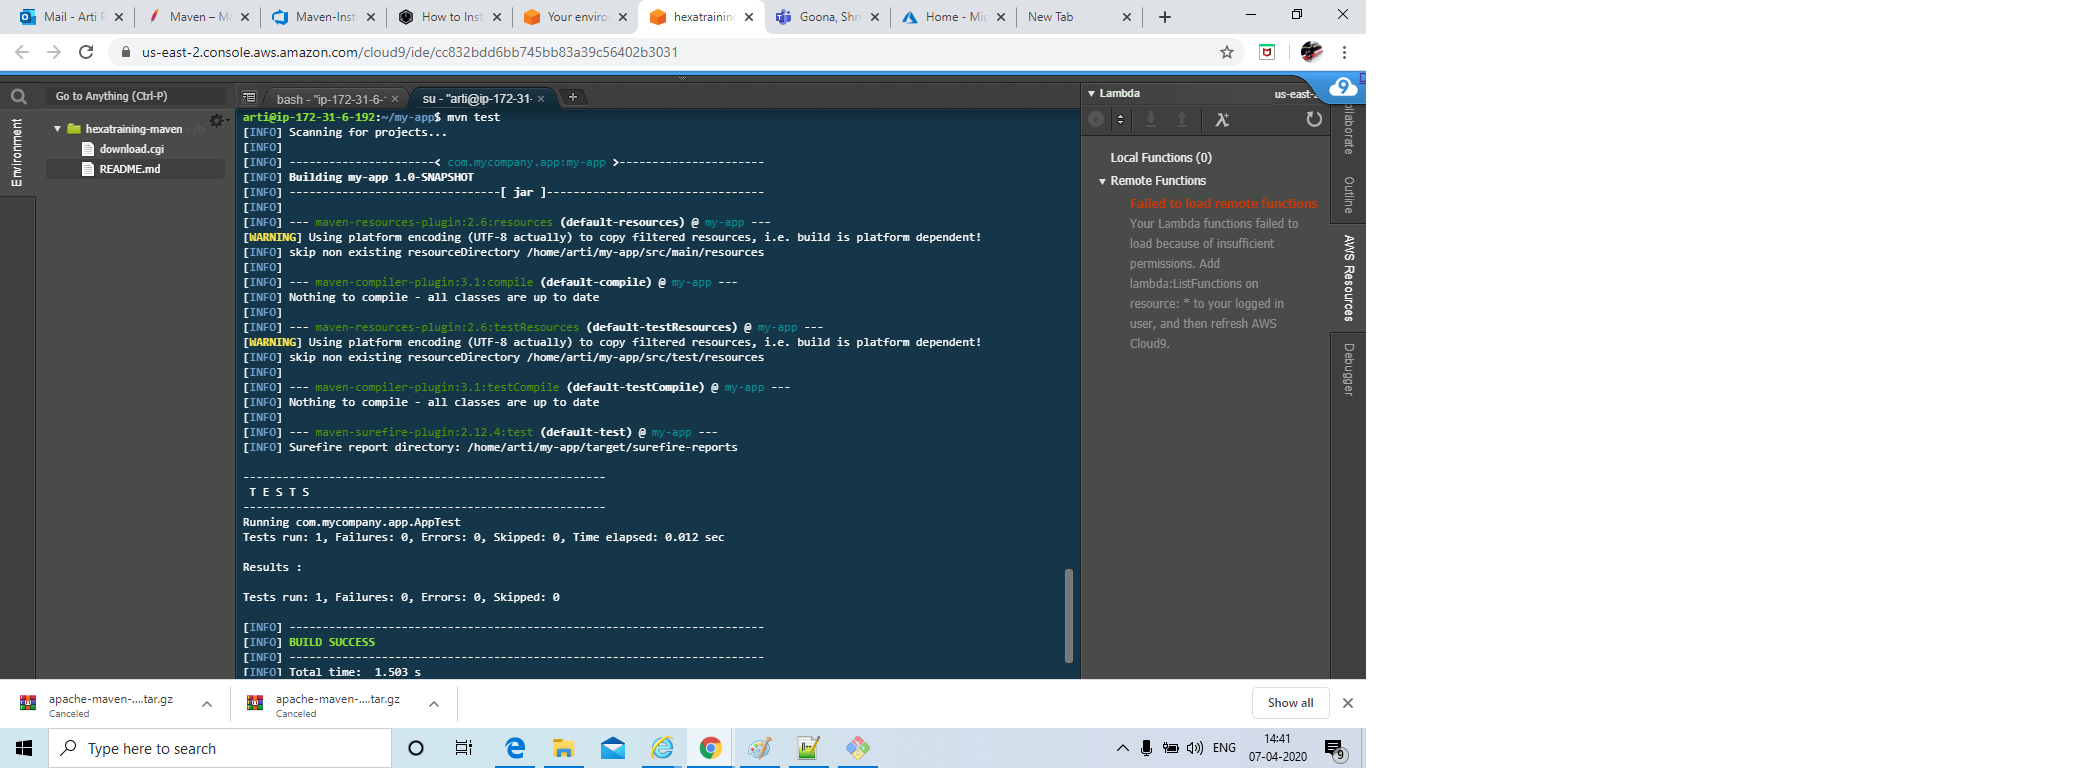 Mail - Arti P
Maven – M
Maven-Inst
How to Inst
Your enviro
hexatraining
Goona, Shr
Home - Mic
New Tab
us-east-2.console.aws.amazon.com/cloud9/ide/cc832bdd6bb745bb83a39c56402b3031
Go to Anything (Ctrl-P)
bash - "ip-172-31-6-
su - "arti@ip-172-31-
Lambda
us-east-
9
Environment
hexatraining-maven
download.cgi
README.md
arti@ip-172-31-6-192:~/my-app$ mvn test
[INFO] Scanning for projects...
[INFO]
[INFO] ----------------------< com.mycompany.app:my-app >----------------------
[INFO] Building my-app 1.0-SNAPSHOT
[INFO] --------------------------------[ jar ]---------------------------------
[INFO]
[INFO] --- maven-resources-plugin:2.6:resources (default-resources) @ my-app ---
[WARNING] Using platform encoding (UTF-8 actually) to copy filtered resources, i.e. build is platform dependent!
[INFO] skip non existing resourceDirectory /home/arti/my-app/src/main/resources
[INFO]
[INFO] --- maven-compiler-plugin:3.1:compile (default-compile) @ my-app ---
[INFO] Nothing to compile - all classes are up to date
[INFO]
[INFO] --- maven-resources-plugin:2.6:testResources (default-testResources) @ my-app ---
[WARNING] Using platform encoding (UTF-8 actually) to copy filtered resources, i.e. build is platform dependent!
[INFO] skip non existing resourceDirectory /home/arti/my-app/src/test/resources
[INFO]
[INFO] --- maven-compiler-plugin:3.1:testCompile (default-testCompile) @ my-app ---
[INFO] Nothing to compile - all classes are up to date
[INFO]
[INFO] --- maven-surefire-plugin:2.12.4:test (default-test) @ my-app ---
[INFO] Surefire report directory: /home/arti/my-app/target/surefire-reports
-------------------------------------------------------
T E S T S
-------------------------------------------------------
Running com.mycompany.app.AppTest
Tests run: 1, Failures: 0, Errors: 0, Skipped: 0, Time elapsed: 0.012 sec
Results :
Tests run: 1, Failures: 0, Errors: 0, Skipped: 0
[INFO] ------------------------------------------------------------------------
[INFO] BUILD SUCCESS
[INFO] ------------------------------------------------------------------------
[INFO] Total time:  1.503 s
Local Functions (0)
Remote Functions
Failed to load remote functions
Your Lambda functions failed to
load because of insufficient
permissions. Add
lambda:ListFunctions on
resource: * to your logged in
user, and then refresh AWS
Cloud9.
ollaborate
Outline
AWS Resources
Debugger
apache-maven-....tar.gz
Canceled
apache-maven-....tar.gz
Canceled
Show all
Type here to search
ENG
14:41
07-04-2020
9